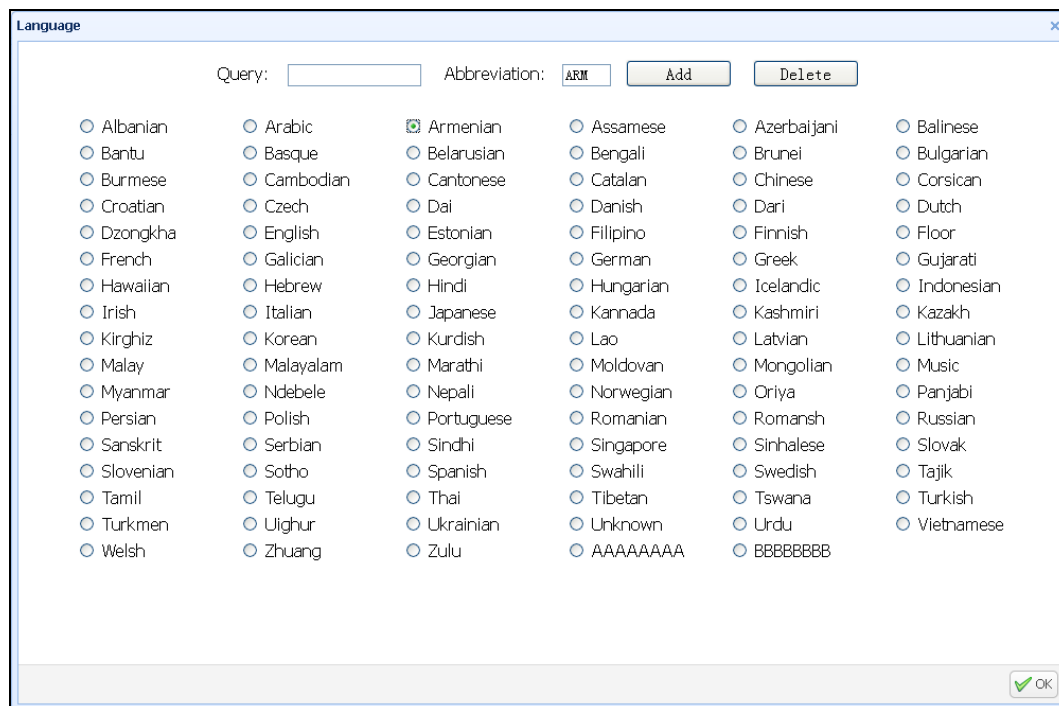 Language
Query: Abbreviation: ARM Add Delete
Albanian Arabic Armenian Assamese Azerbaijani Balinese
Bantu Basque Belarusian Bengali Brunei Bulgarian
Burmese Cambodian Cantonese Catalan Chinese Corsican
Croatian Czech Dai Danish Dari Dutch
Dzongkha English Estonian Filipino Finnish Floor
French Galician Georgian German Greek Gujarati
Hawaiian Hebrew Hindi Hungarian Icelandic Indonesian
Irish Italian Japanese Kannada Kashmiri Kazakh
Kirghiz Korean Kurdish Lao Latvian Lithuanian
Malay Malayalam Marathi Moldovan Mongolian Music
Myanmar Ndebele Nepali Norwegian Oriya Panjabi
Persian Polish Portuguese Romanian Romansh Russian
Sanskrit Serbian Sindhi Singapore Sinhalese Slovak
Slovenian Sotho Spanish Swahili Swedish Tajik
Tamil Telugu Thai Tibetan Tswana Turkish
Turkmen Uighur Ukrainian Unknown Urdu Vietnamese
Welsh Zhuang Zulu AAAAAAAA BBBBBBBB
OK